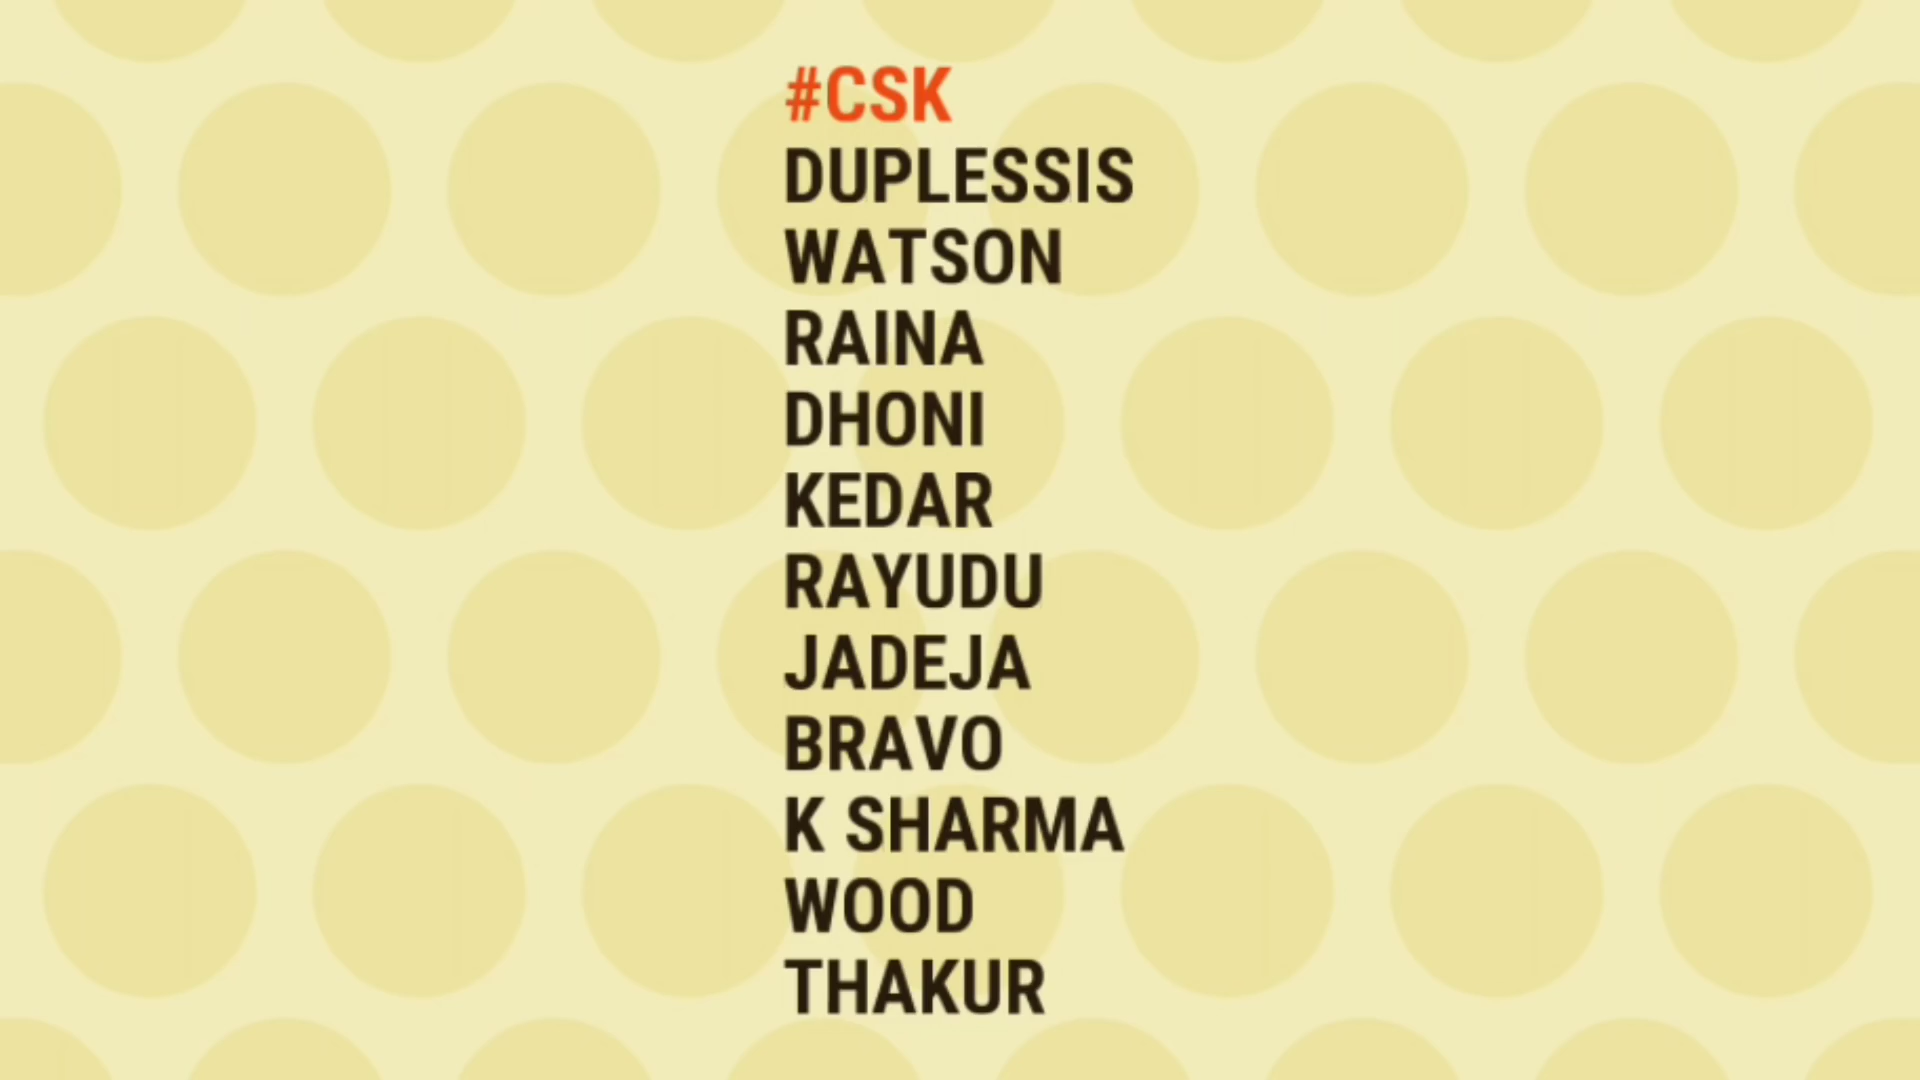 #CSK
DUPLESSIS
WATSON
RAINA
DHONI
KEDAR
RAYUDU
JADEJA
BRAVO
K SHARMA
WOOD
THAKUR